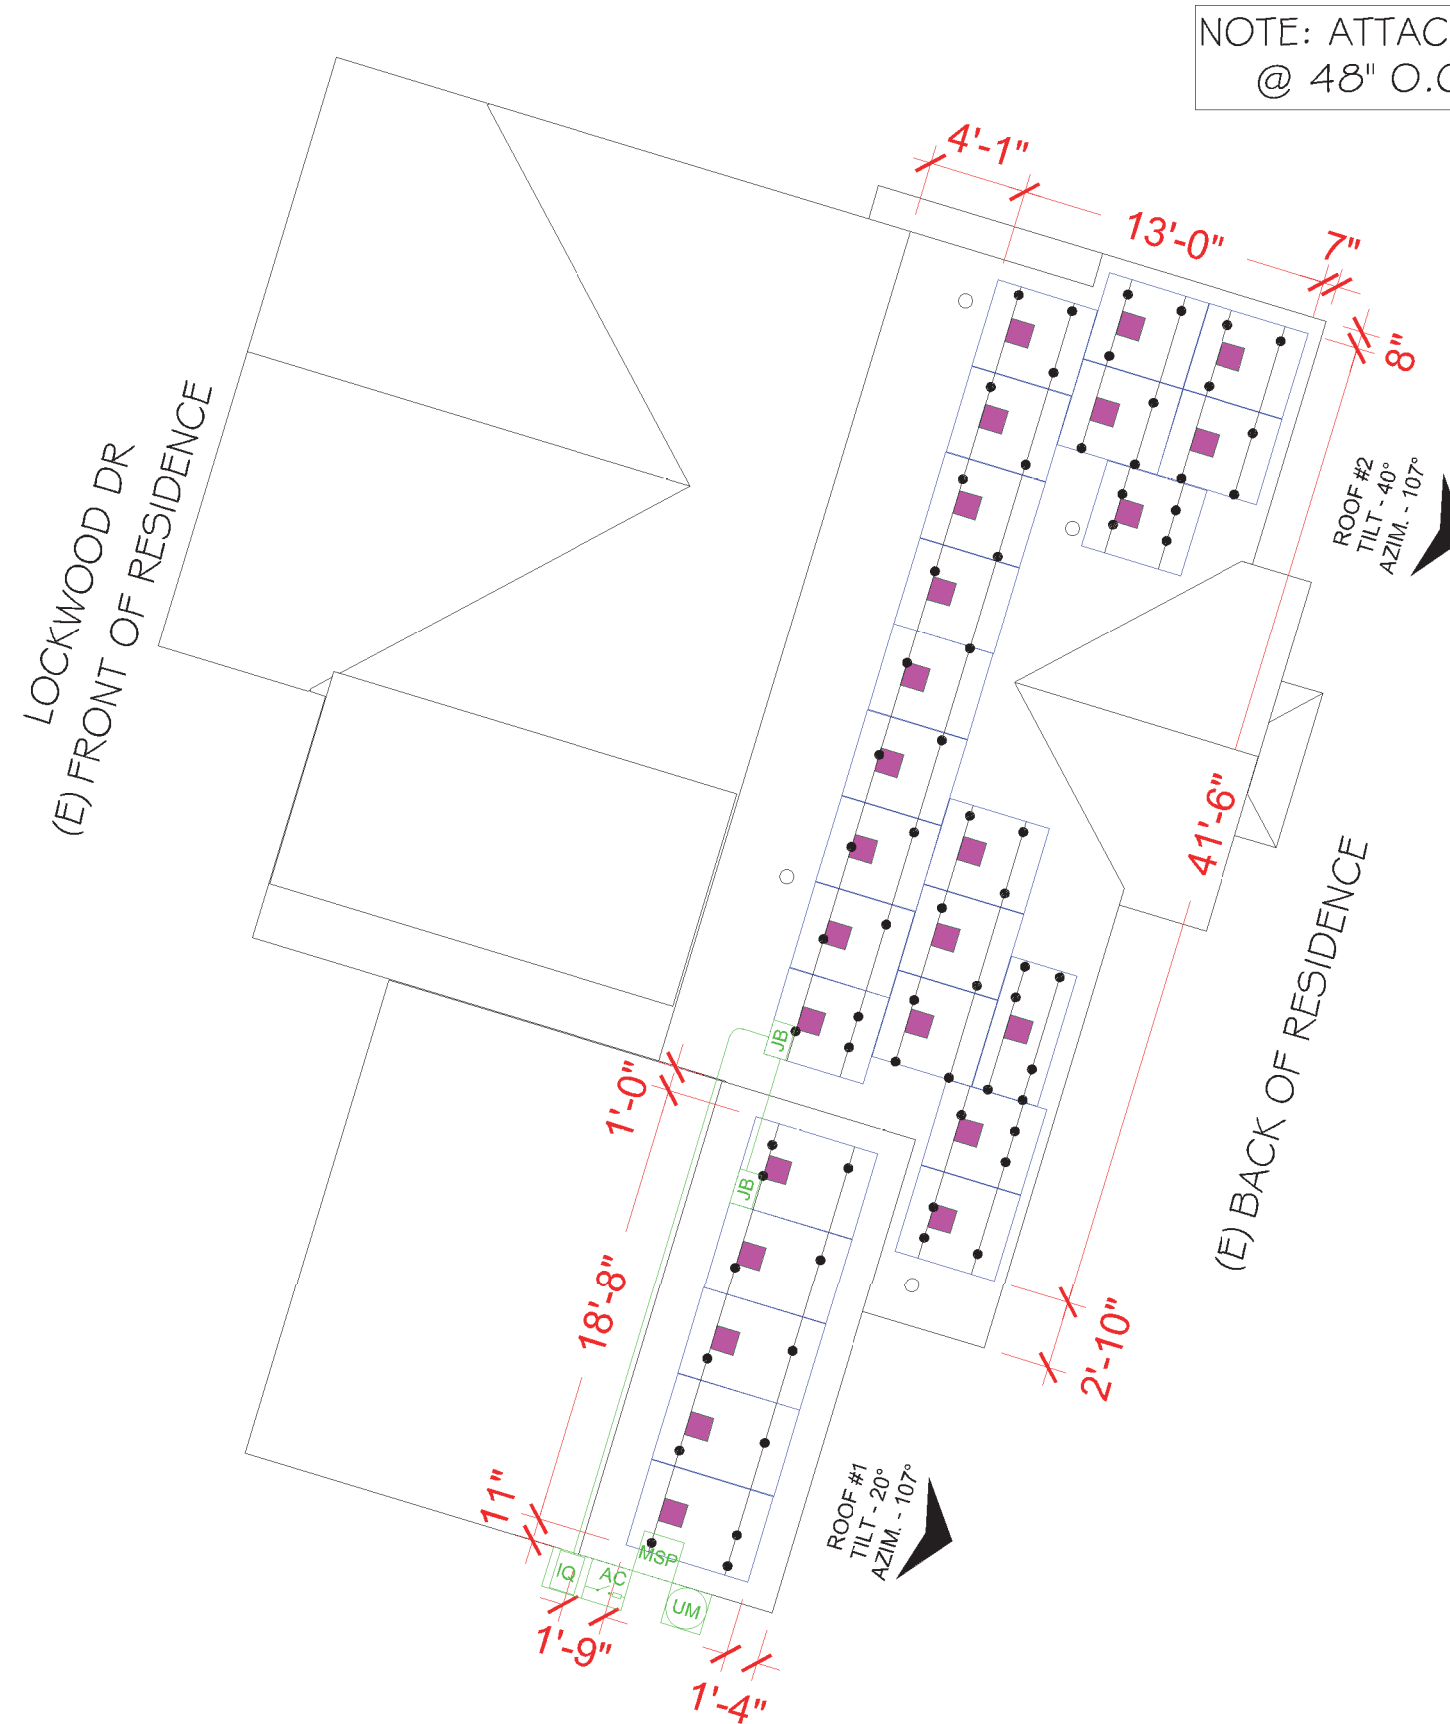 NOTE: ATTAC
@ 48" O.C
4'-1"
13'-0"
7"
8"
ROOF #2
TILT - 40°
AZIM. - 107°
LOCKWOOD DR
(E) FRONT OF RESIDENCE
41'-6"
(E) BACK OF RESIDENCE
JB
1'-0"
JB
18'-8"
2'-10"
ROOF #1
TILT - 20°
AZIM. - 107°
11"
MSP
IQ
AC
UM
1'-9"
1'-4"